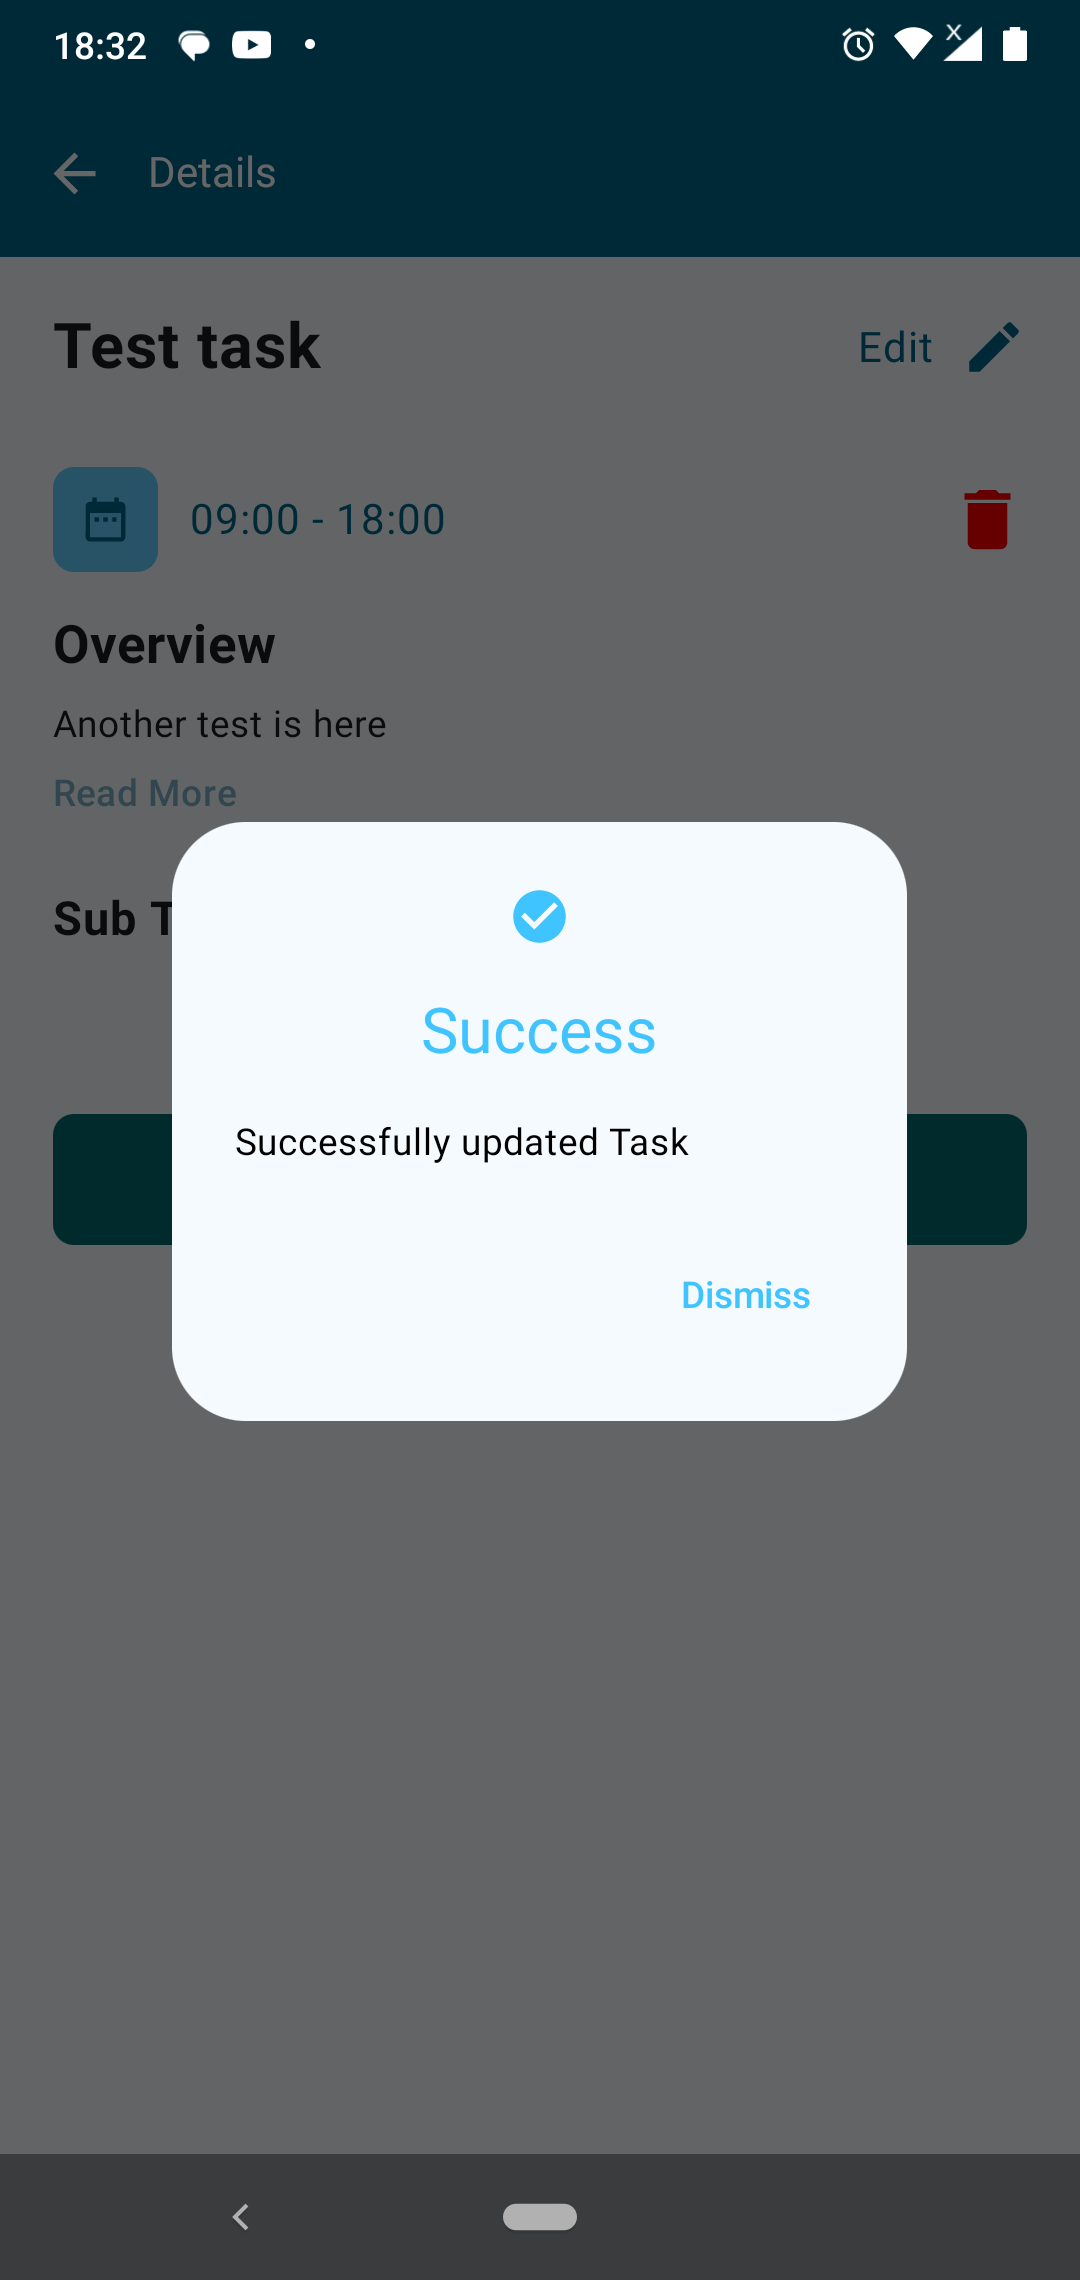 18:32
Details
Test task
Edit
09:00 - 18:00
Overview
Another test is here
Read More
Sub T
Success
Successfully updated Task
Dismiss